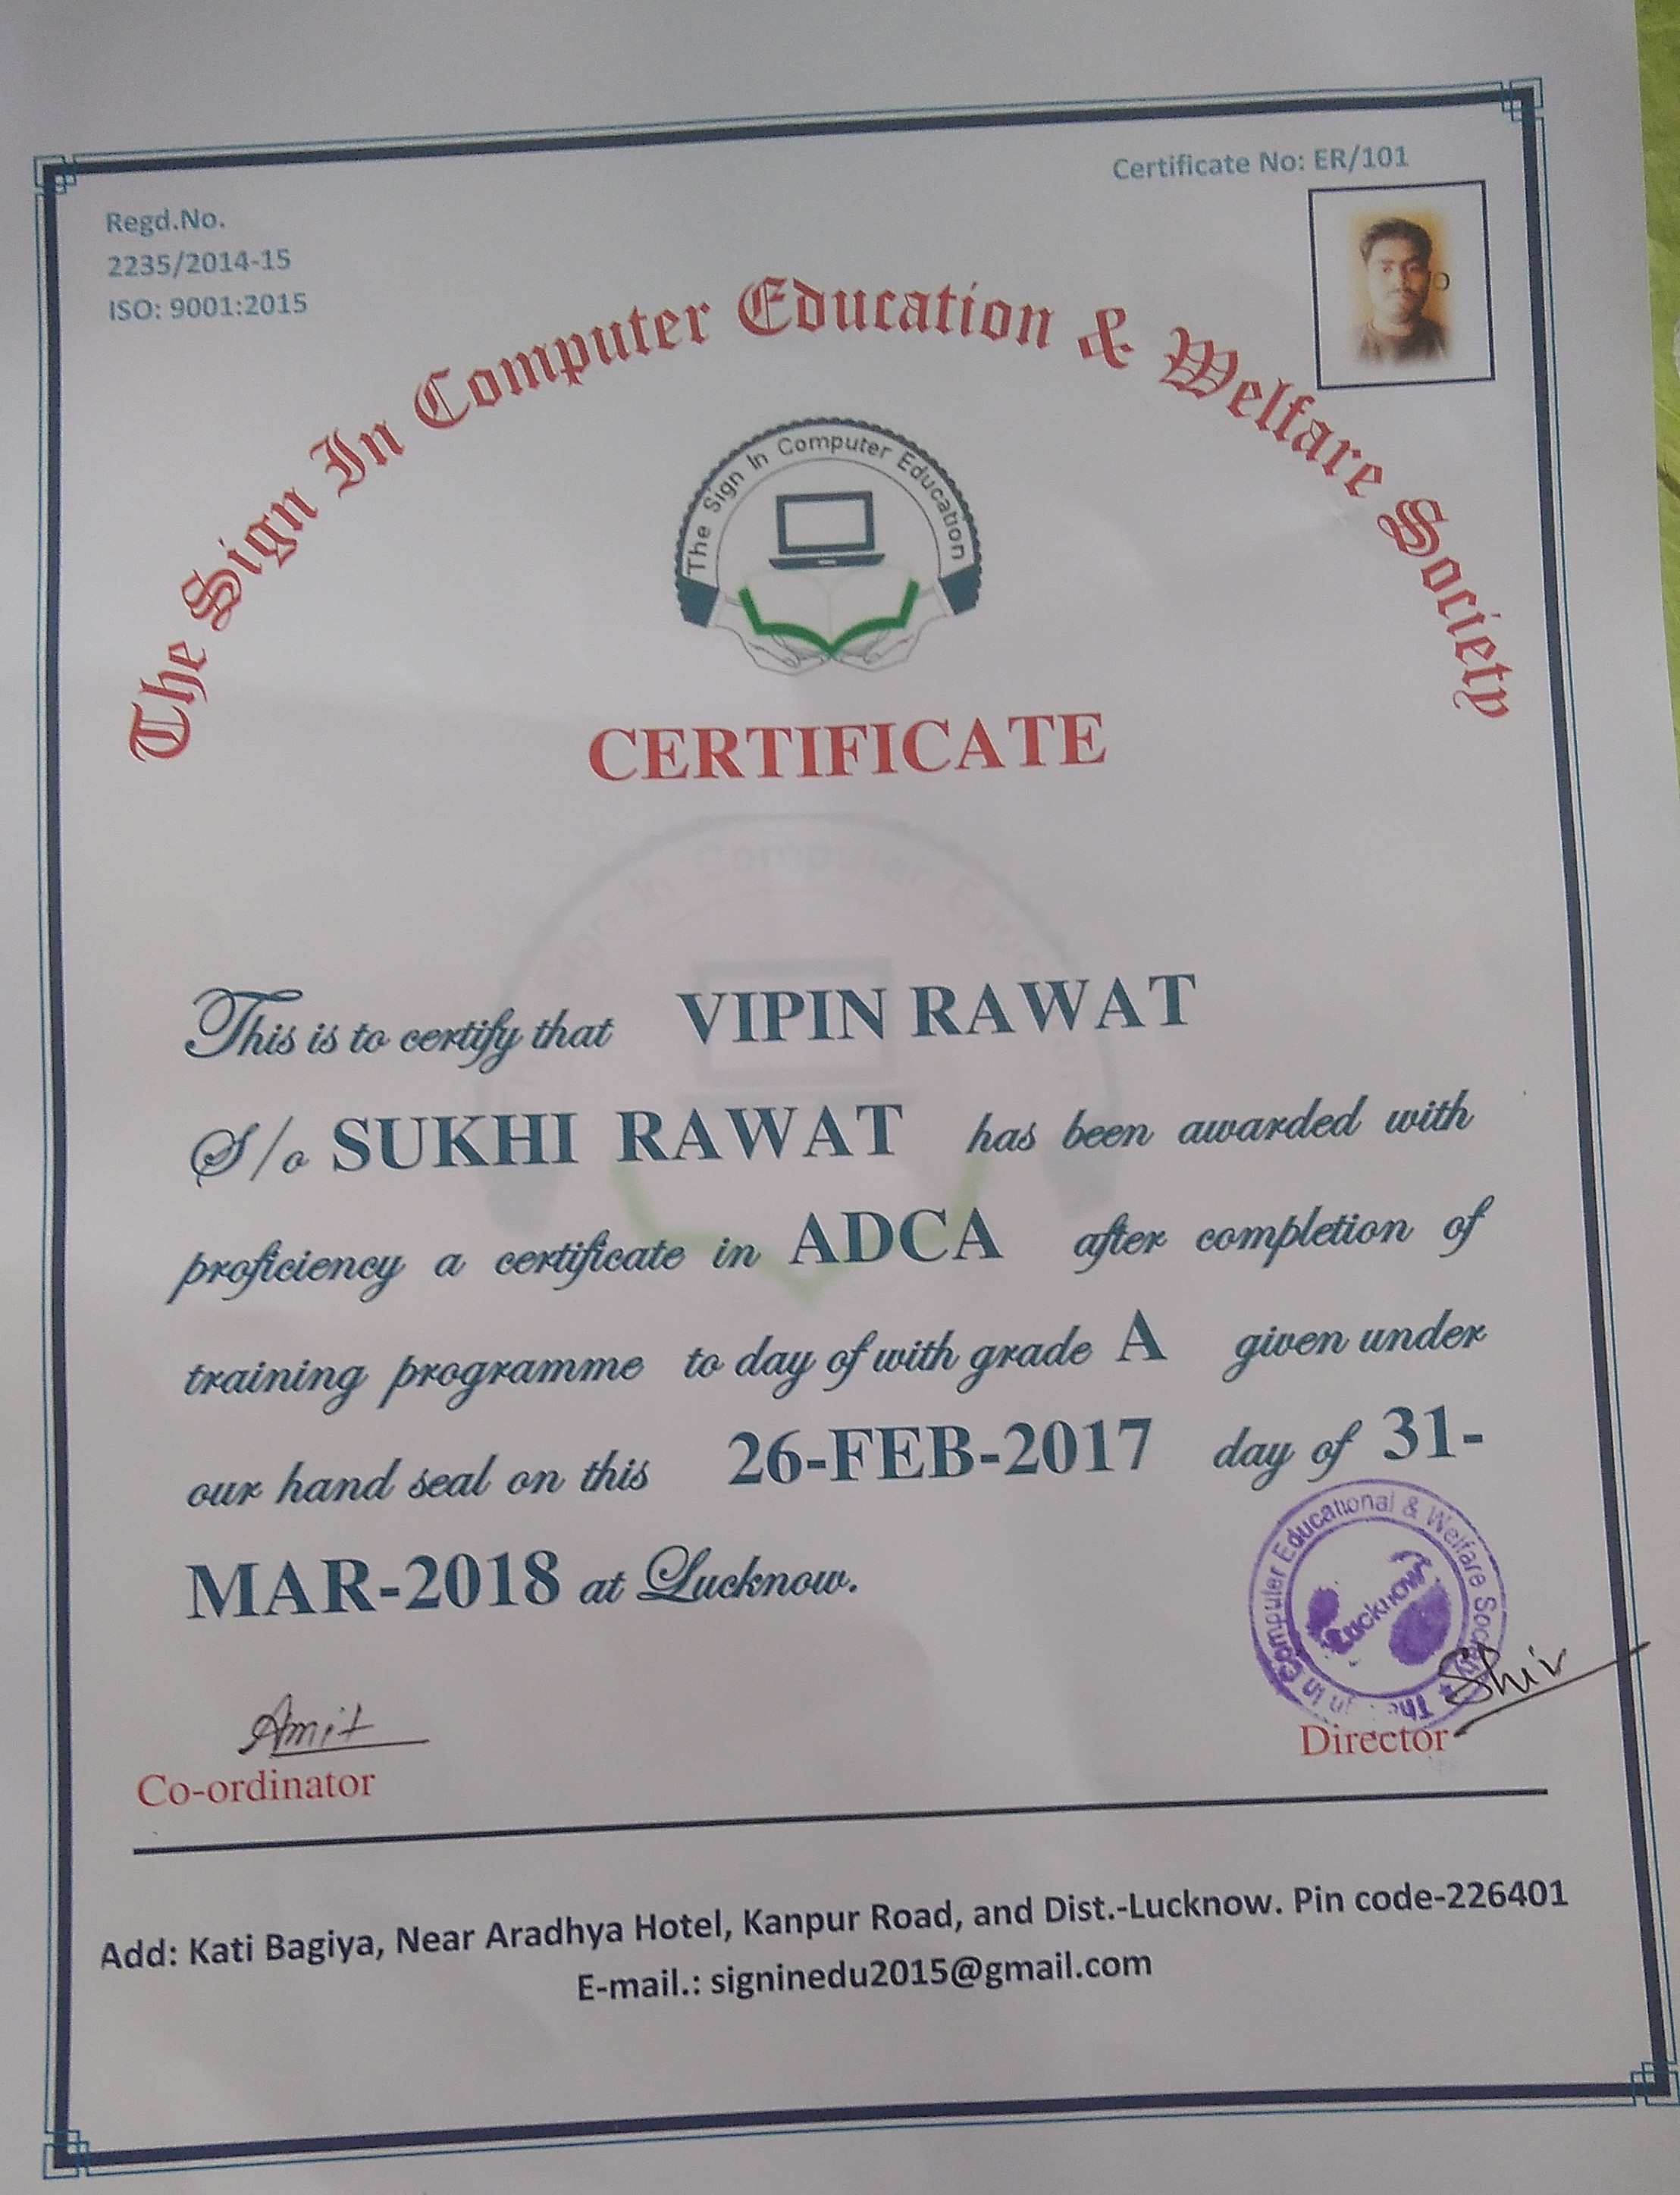 Certificate No: ER/101
Regd.No.
2235/2014-15
ISO: 9001:2015
The Sign In Computer Education & Welfare Society
The Sign In Computer Education
CERTIFICATE
This is to certify that VIPIN RAWAT
S/o SUKHI RAWAT has been awarded with
proficiency a certificate in ADCA after completion of
training programme to day of with grade A given under
our hand seal on this 26-FEB-2017 day of 31-
MAR-2018 at Lucknow.
The In Computer Educational & Welfare Society
Lucknow
Amit
Shiv
Co-ordinator
Director
Add: Kati Bagiya, Near Aradhya Hotel, Kanpur Road, and Dist.-Lucknow. Pin code-226401
E-mail.: signinedu2015@gmail.com